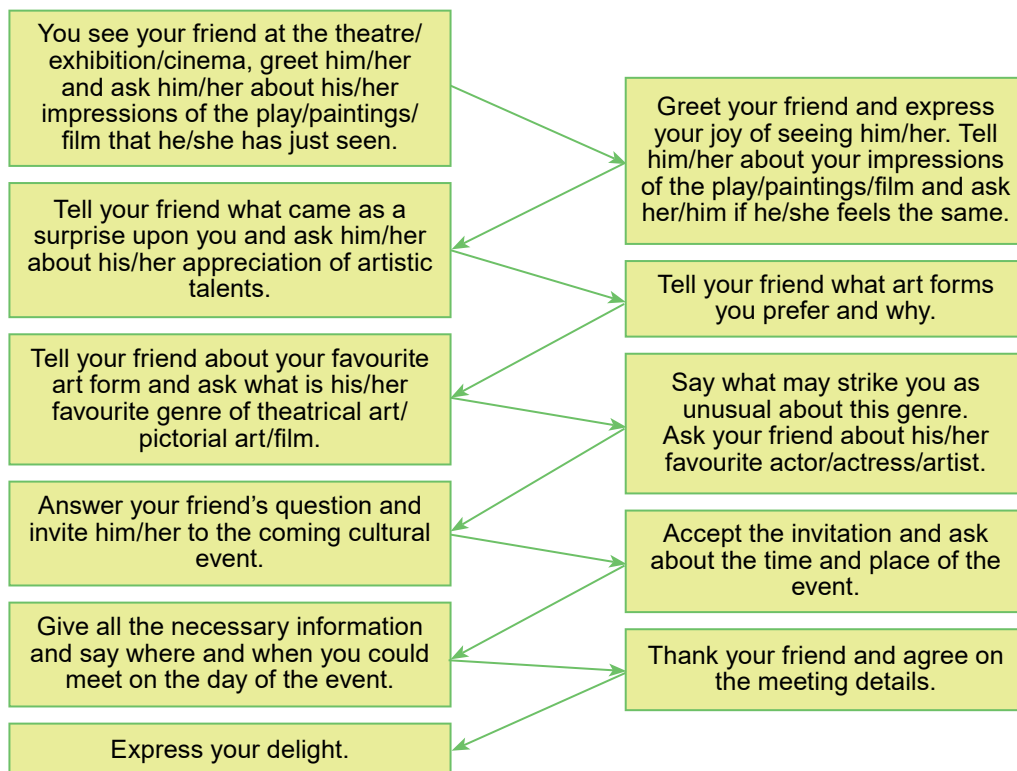 You see your friend at the theatre/
exhibition/cinema, greet him/her
and ask him/her about his/her
impressions of the play/paintings/
film that he/she has just seen.
Greet your friend and express
your joy of seeing him/her. Tell
him/her about your impressions
of the play/paintings/film and ask
her/him if he/she feels the same.
Tell your friend what came as a
surprise upon you and ask him/her
about his/her appreciation of artistic
talents.
Tell your friend what art forms
you prefer and why.
Tell your friend about your favourite
art form and ask what is his/her
favourite genre of theatrical art/
pictorial art/film.
Say what may strike you as
unusual about this genre.
Ask your friend about his/her
favourite actor/actress/artist.
Answer your friend’s question and
invite him/her to the coming cultural
event.
Accept the invitation and ask
about the time and place of the
event.
Give all the necessary information
and say where and when you could
meet on the day of the event.
Thank your friend and agree on
the meeting details.
Express your delight.